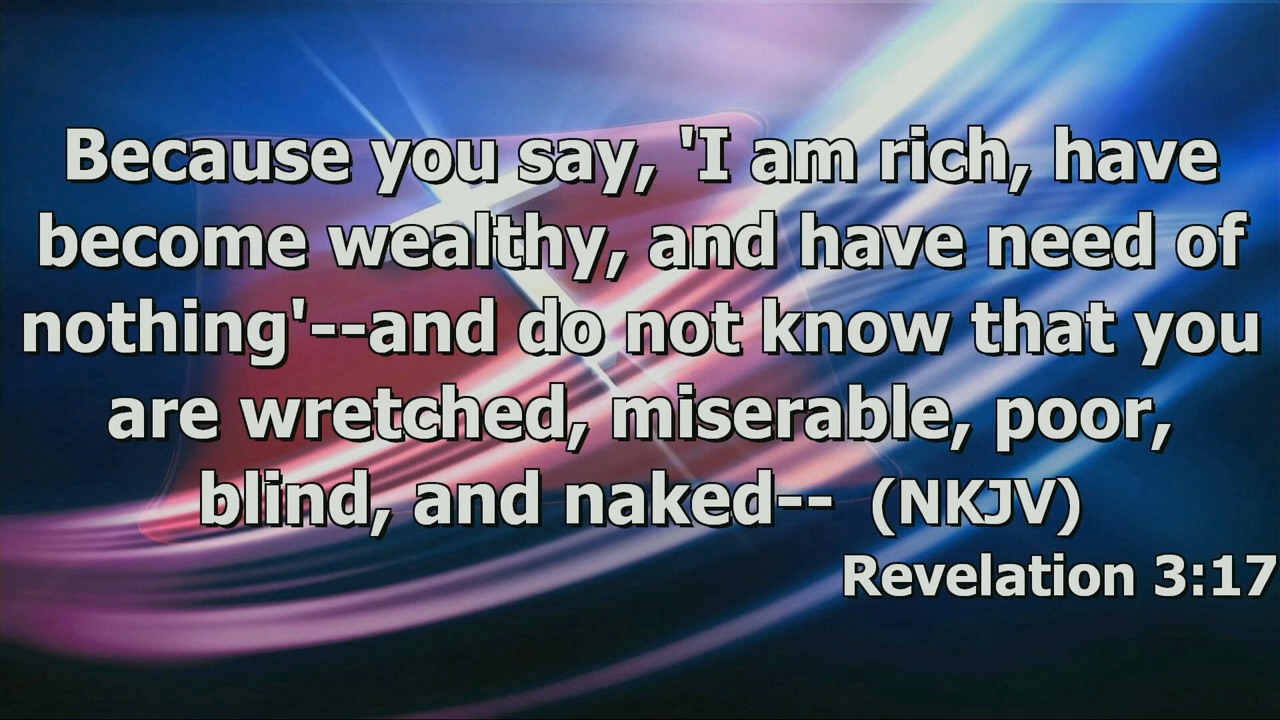 Because you say, 'I am rich, have
become wealthy, and have need of
nothing'--and do not know that you
are wretched, miserable, poor,
blind, and naked-- (NKJV)
Revelation 3:17